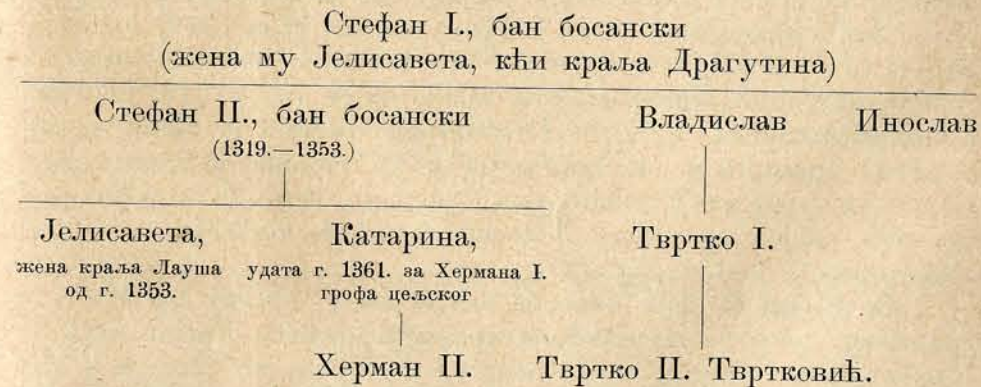 Стефан I., бан босански
(жена му Јелисавета, кћи краља Драгутина)
Стефан II., бан босански
(1319.—1353.)
Владислав
Инослав
Јелисавета,
жена краља Лауша
од г. 1353.
Катарина,
удата г. 1361. за Хермана I.
грофа цељског
Твртко I.
Херман II.
Твртко II. Твртковић.